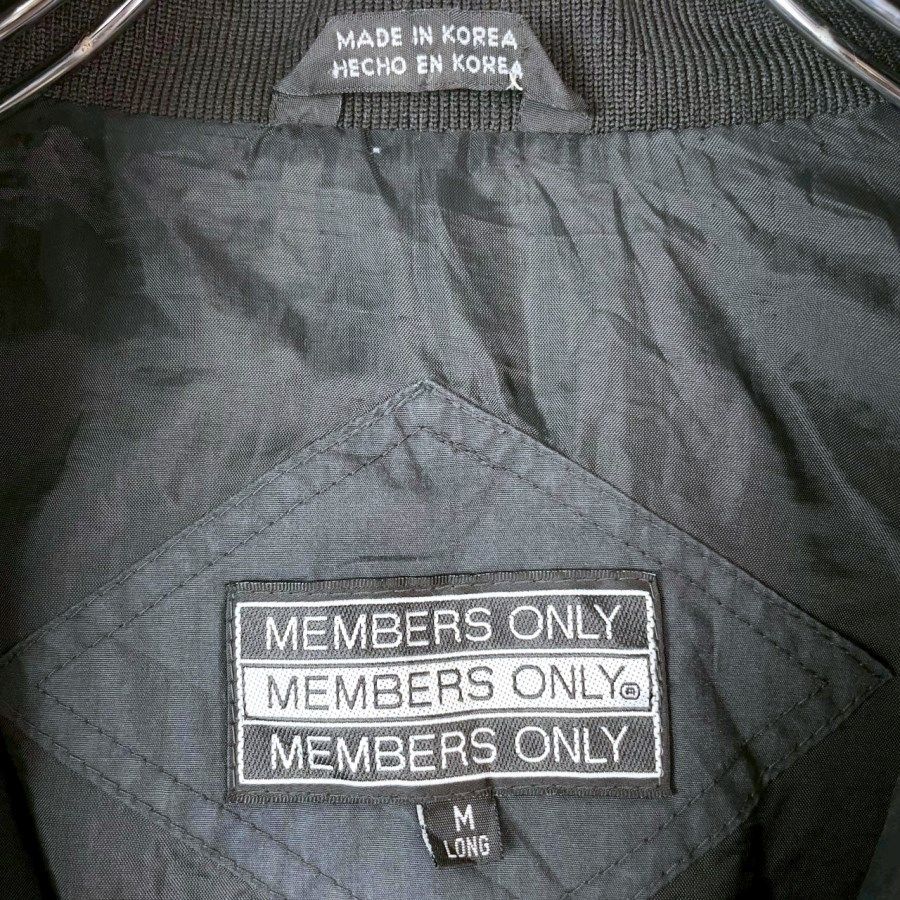 MADE IN KOREA
HECHO EN KOREA
MEMBERS ONLY
MEMBERS ONLY®
MEMBERS ONLY
M
LONG